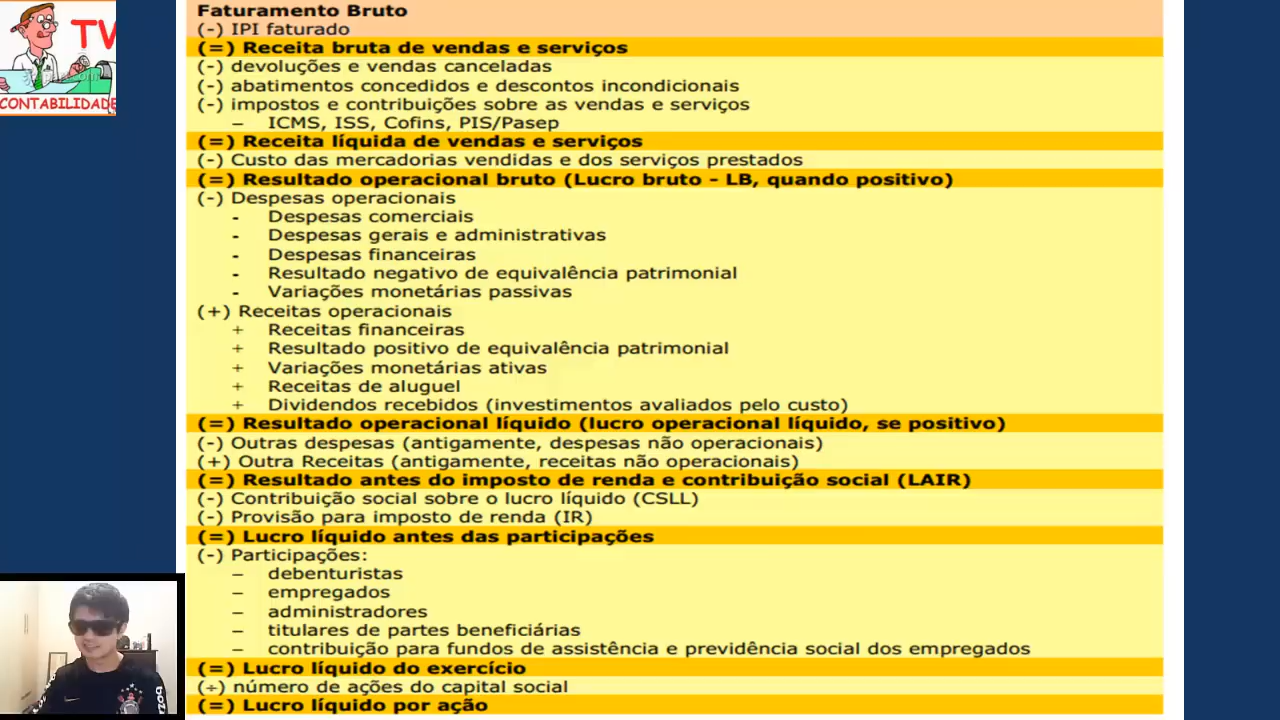 TV
CONTABILIDADE
Faturamento Bruto
(-) IPI faturado
(=) Receita bruta de vendas e serviços
(-) devoluções e vendas canceladas
(-) abatimentos concedidos e descontos incondicionais
(-) impostos e contribuições sobre as vendas e serviços
– ICMS, ISS, Cofins, PIS/Pasep
(=) Receita líquida de vendas e serviços
(-) Custo das mercadorias vendidas e dos serviços prestados
(=) Resultado operacional bruto (Lucro bruto - LB, quando positivo)
(-) Despesas operacionais
- Despesas comerciais
- Despesas gerais e administrativas
- Despesas financeiras
- Resultado negativo de equivalência patrimonial
- Variações monetárias passivas
(+) Receitas operacionais
+ Receitas financeiras
+ Resultado positivo de equivalência patrimonial
+ Variações monetárias ativas
+ Receitas de aluguel
+ Dividendos recebidos (investimentos avaliados pelo custo)
(=) Resultado operacional líquido (lucro operacional líquido, se positivo)
(-) Outras despesas (antigamente, despesas não operacionais)
(+) Outra Receitas (antigamente, receitas não operacionais)
(=) Resultado antes do imposto de renda e contribuição social (LAIR)
(-) Contribuição social sobre o lucro líquido (CSLL)
(-) Provisão para imposto de renda (IR)
(=) Lucro líquido antes das participações
(-) Participações:
– debenturistas
– empregados
– administradores
– titulares de partes beneficiárias
– contribuição para fundos de assistência e previdência social dos empregados
(=) Lucro líquido do exercício
(÷) número de ações do capital social
(=) Lucro líquido por ação